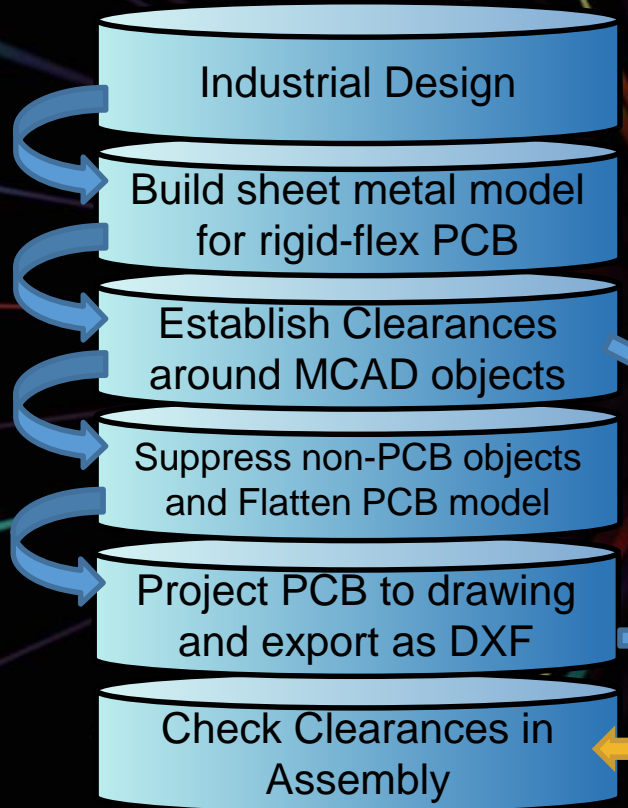 Industrial Design
Build sheet metal model
for rigid-flex PCB
Establish Clearances
around MCAD objects
Suppress non-PCB objects
and Flatten PCB model
Project PCB to drawing
and export as DXF
Check Clearances in
Assembly